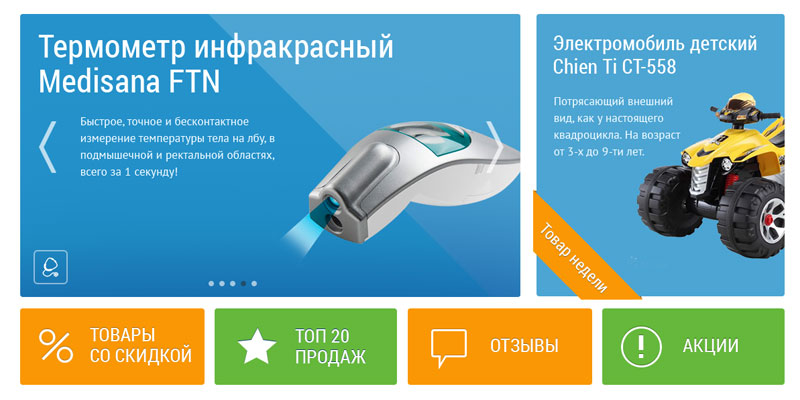 Термометр инфракрасный
Medisana FTN
Быстрое, точное и бесконтактное
измерение температуры тела на лбу, в
подмышечной и ректальной областях,
всего за 1 секунду!
Электромобиль детский
Chien Ti CT-558
Потрясающий внешний
вид, как у настоящего
квадроцикла. На возраст
от 3-х до 9-ти лет.
Товар недели
ТОВАРЫ
СО СКИДКОЙ
ТОП 20
ПРОДАЖ
ОТЗЫВЫ
АКЦИИ